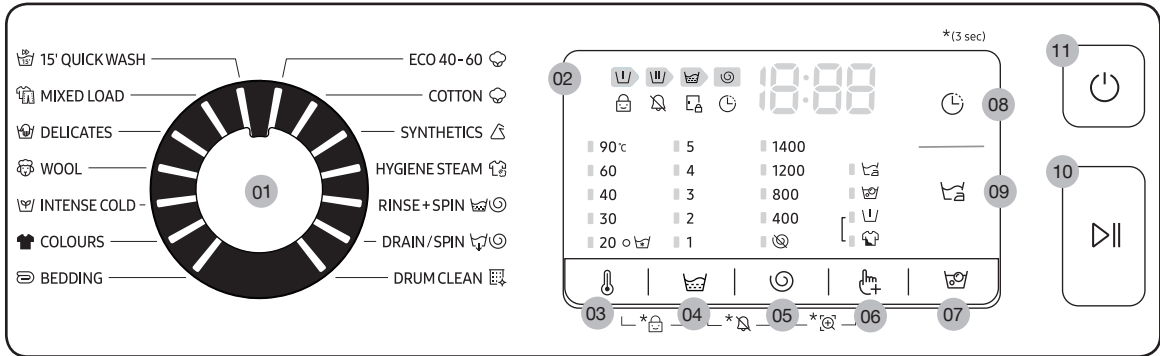 *(3 sec)
11
15' QUICK WASH
ECO 40-60
02
18:88
MIXED LOAD
COTTON
08
DELICATES
SYNTHETICS
90℃ 5 1400
WOOL
HYGIENE STEAM
60 4 1200
01
09
10
INTENSE COLD
RINSE+SPIN
40 3 800
COLOURS
DRAIN/SPIN
30 2 400
BEDDING
DRUM CLEAN
20 1
03
04
05
06
07
*
*
*